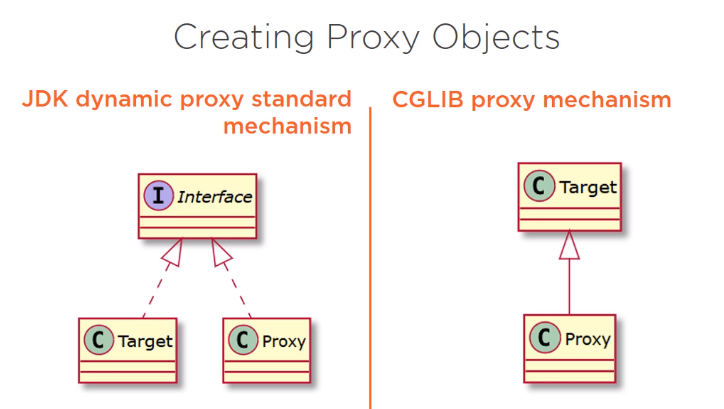 Creating Proxy Objects
JDK dynamic proxy standard
mechanism
I Interface
C Target
C Proxy
CGLIB proxy mechanism
C Target
C Proxy